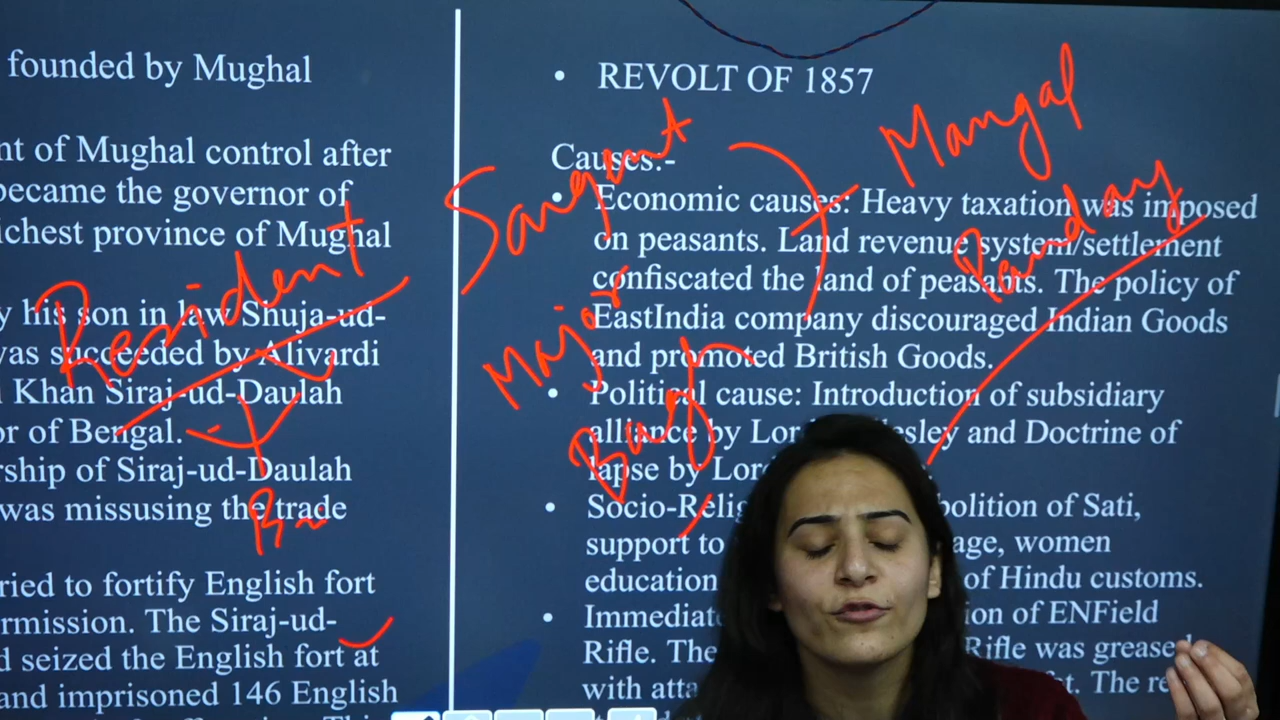 founded by Mughal
nt of Mughal control after
became the governor of
ichest province of Mughal
y his son in law Shuja-ud-
was succeeded by Alivardi
Khan Siraj-ud-Daulah
or of Bengal.
rship of Siraj-ud-Daulah
was missusing the trade
ried to fortify English fort
rmission. The Siraj-ud-
d seized the English fort at
and imprisoned 146 English
Resident
• REVOLT OF 1857
Causes:-
• Economic causes: Heavy taxation was imposed
on peasants. Land revenue system/settlement
confiscated the land of peasants. The policy of
EastIndia company discouraged Indian Goods
and promoted British Goods.
• Political cause: Introduction of subsidiary
alliance by Lor esley and Doctrine of
lapse by Lor
• Socio-Relig bolition of Sati,
support to age, women
education of Hindu customs.
• Immediat ion of ENField
Rifle. The Rifle was grease
with atta t. The re
Sargent
Major
Mangal
Panday